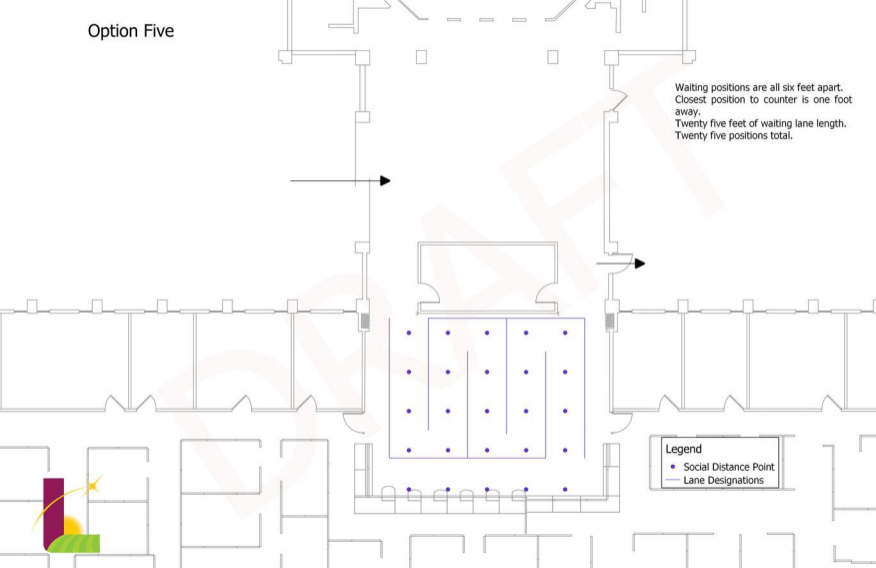 Option Five
Waiting positions are all six feet apart.
Closest position to counter is one foot
away.
Twenty five feet of waiting lane length.
Twenty five positions total.
DRAFT
Legend
Social Distance Point
Lane Designations